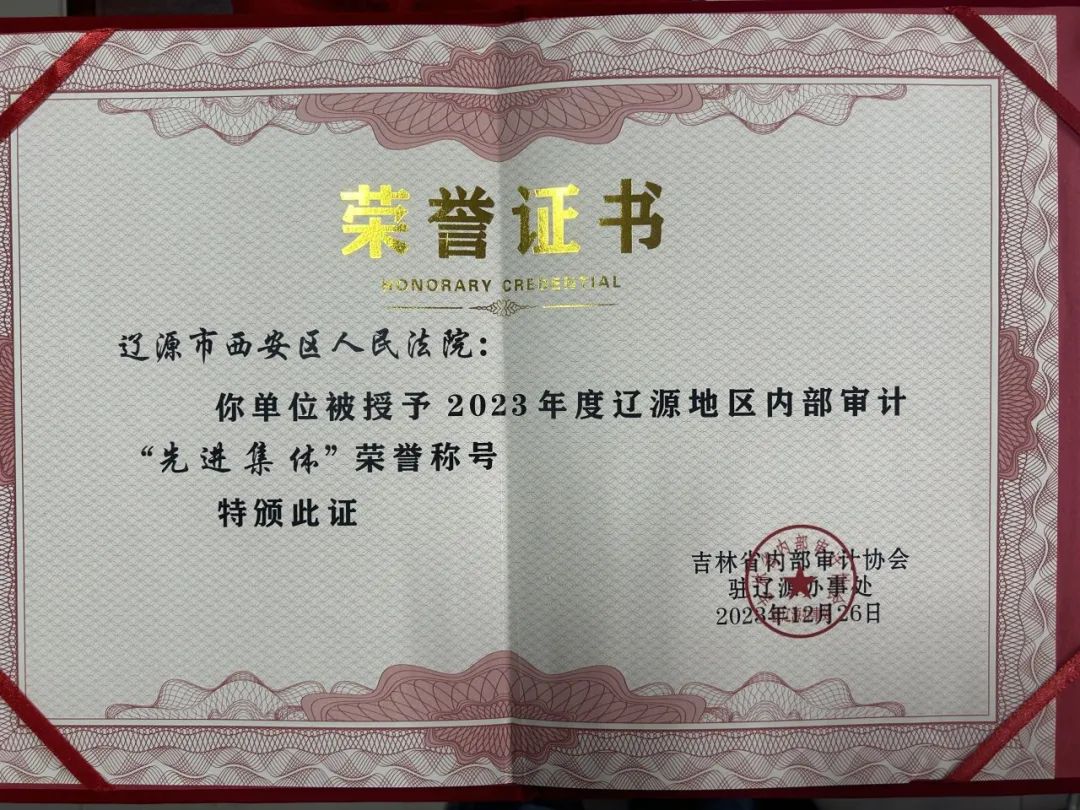 荣誉证书
HONORARY CREDENTIAL
辽源市西安区人民法院：
你单位被授予2023年度辽源地区内部审计
“先进集体”荣誉称号
特颁此证
吉林省内部审计协会
驻辽源办事处
2023年12月26日